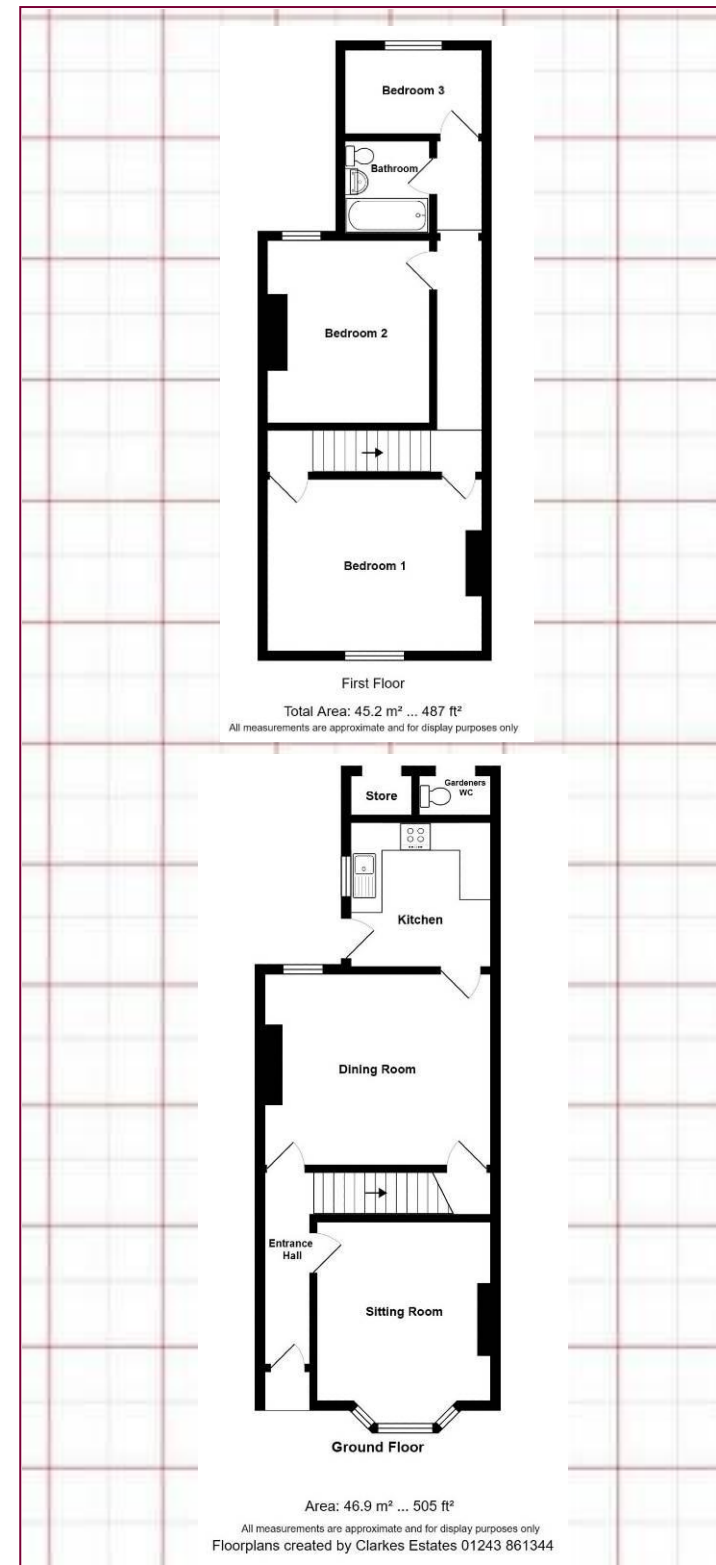 Bedroom 3
Bathroom
Bedroom 2
Bedroom 1
First Floor
Total Area: 45.2 m² ... 487 ft²
All measurements are approximate and for display purposes only
Store
Gardeners
WC
Kitchen
Dining Room
Entrance
Hall
Sitting Room
Ground Floor
Area: 46.9 m² ... 505 ft²
All measurements are approximate and for display purposes only
Floorplans created by Clarkes Estates 01243 861344